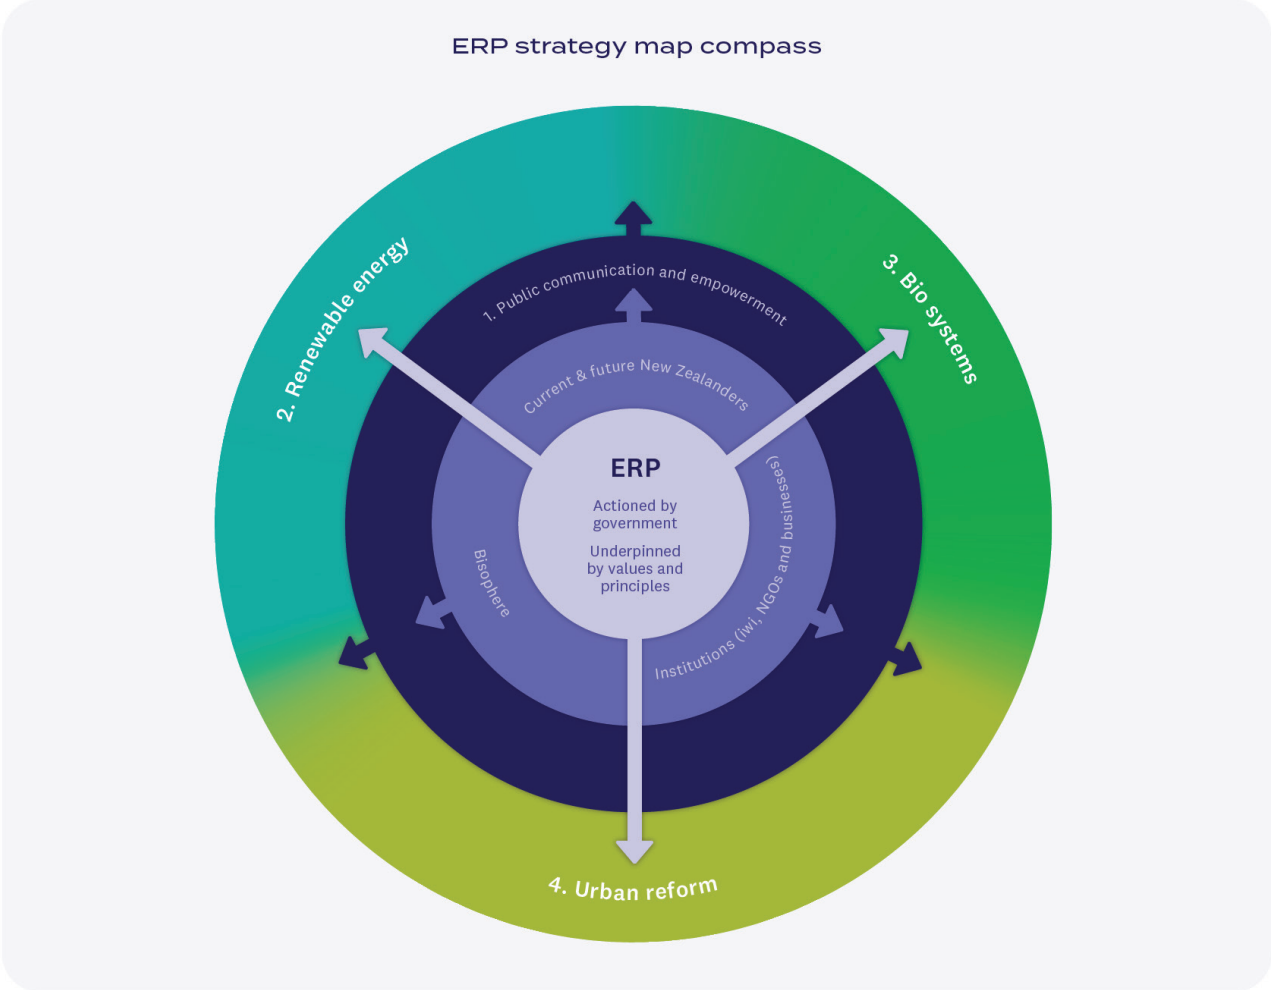 ERP strategy map compass
1. Public communication and empowerment
2. Renewable energy
3. Bio systems
Current & future New Zealanders
ERP
Actioned by
government
Underpinned
by values and
principles
Bisophere
Institutions (iwi, NGOs and businesses)
4. Urban reform